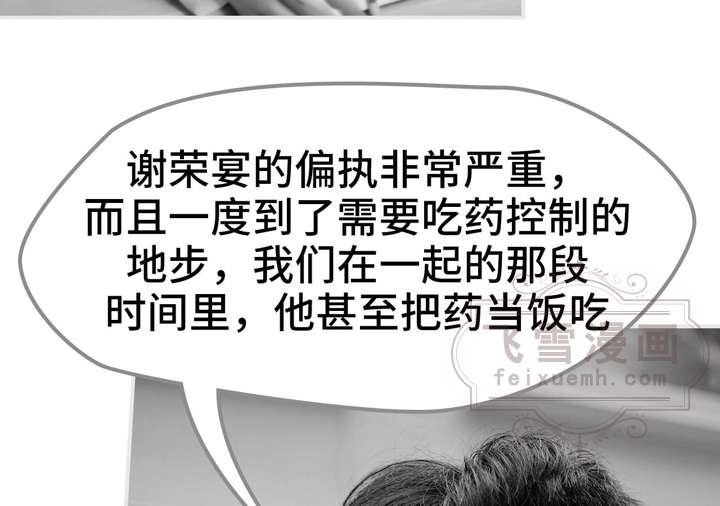 谢荣宴的偏执非常严重，
而且一度到了需要吃药控制的
地步，我们在一起的那段
时间里，他甚至把药当饭吃
飞雪漫画
feixuemh.com